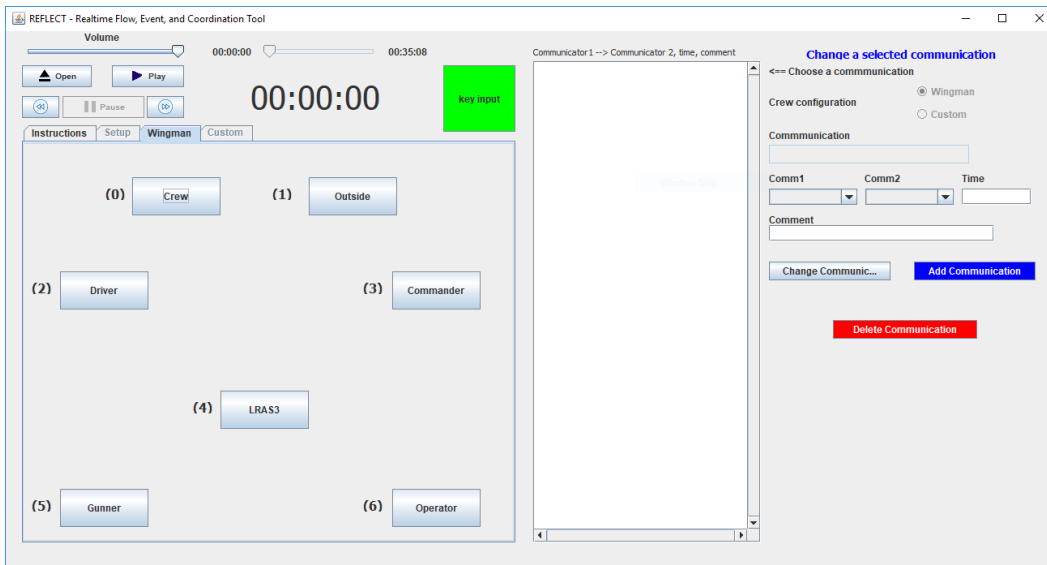 REFLECT - Realtime Flow, Event, and Coordination Tool
Volume
00:00:00
00:35:08
Open
Play
Pause
00:00:00
key input
Instructions
Setup
Wingman
Custom
(0)
Crew
(1)
Outside
(2)
Driver
(3)
Commander
(4)
LRAS3
(5)
Gunner
(6)
Operator
Communicator1 --> Communicator 2, time, comment
Change a selected communication
<== Choose a commmunication
Crew configuration
Wingman
Custom
Commmunication
Comm1
Comm2
Time
Comment
Change Communic...
Add Communication
Delete Communication